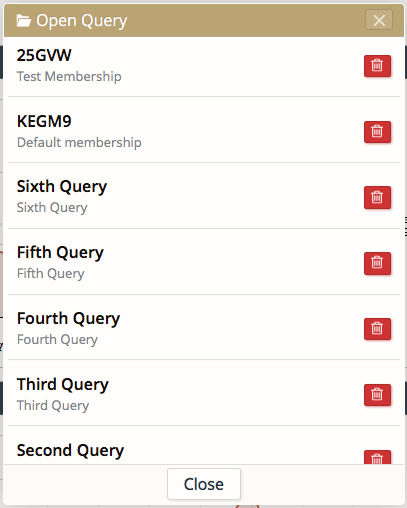 Open Query
25GVW
Test Membership
KEGM9
Default membership
Sixth Query
Sixth Query
Fifth Query
Fifth Query
Fourth Query
Fourth Query
Third Query
Third Query
Second Query
Close